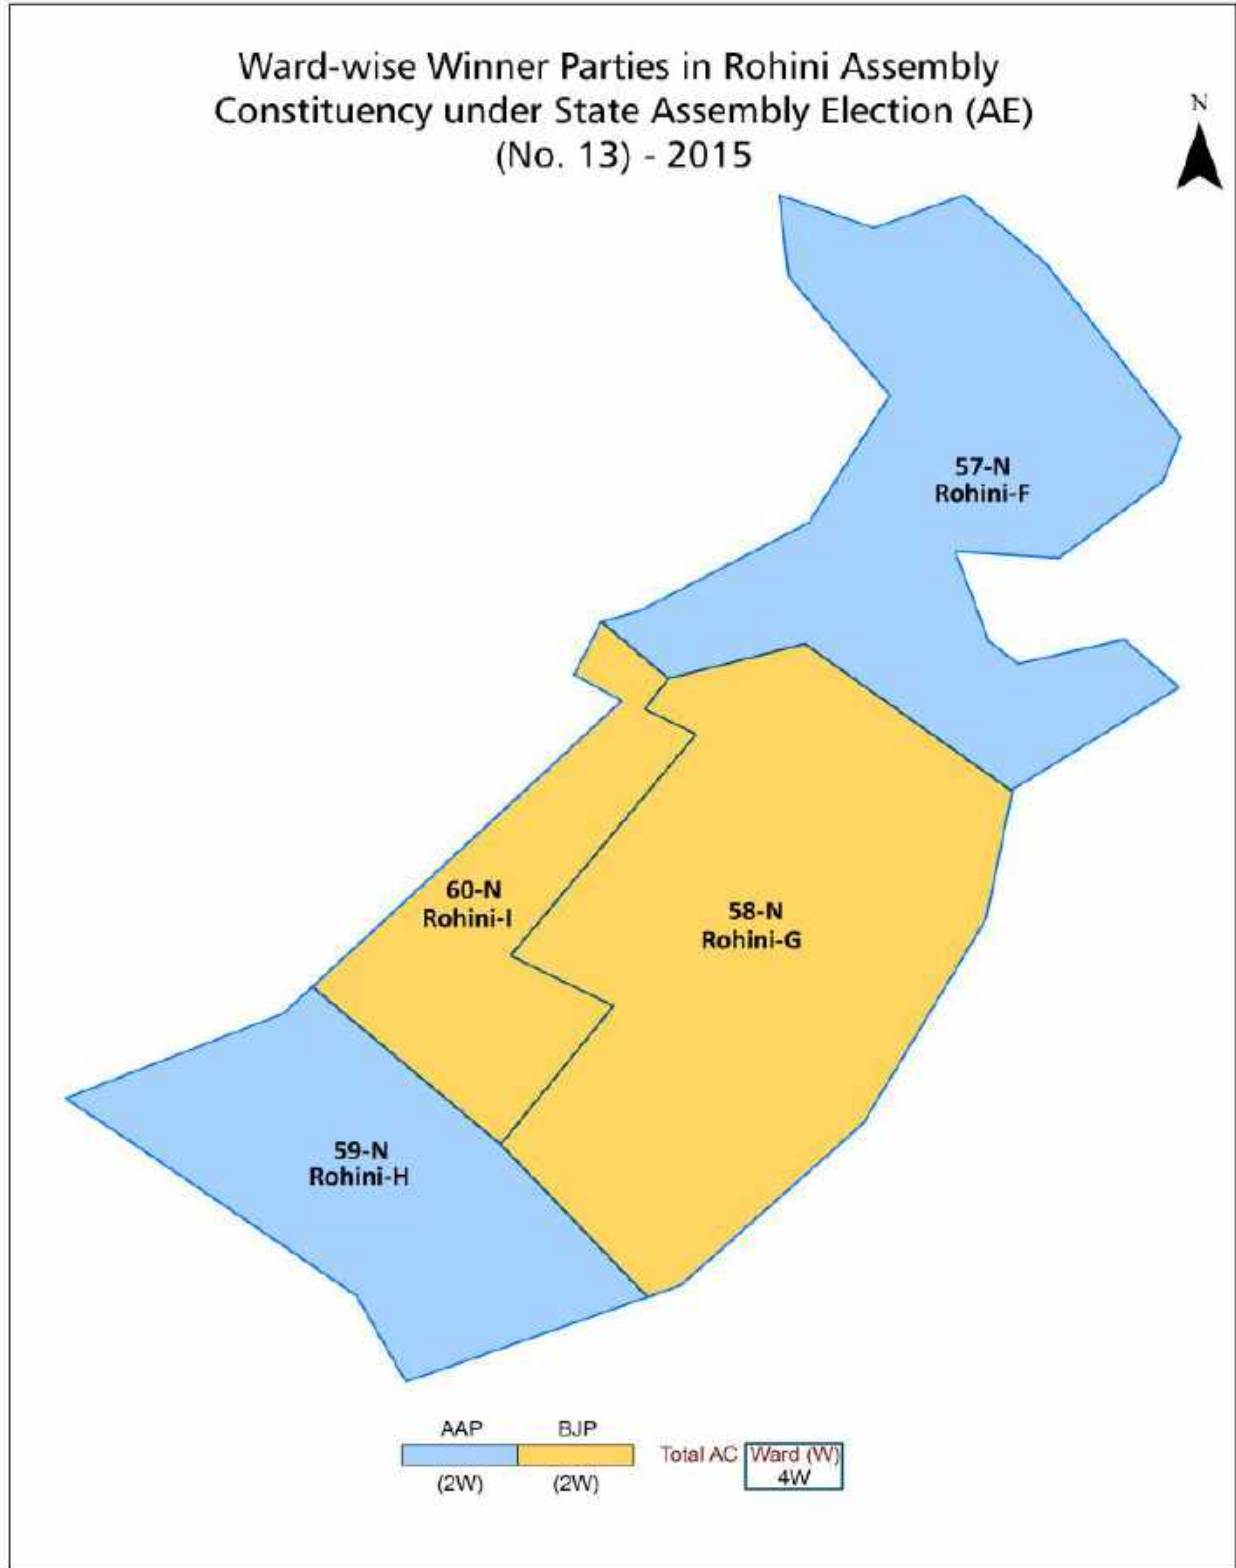 Ward-wise Winner Parties in Rohini Assembly
Constituency under State Assembly Election (AE)
(No. 13) - 2015
N
57-N
Rohini-F
60-N
Rohini-I
58-N
Rohini-G
59-N
Rohini-H
AAP BJP
Total AC Ward (W)
4W
(2W) (2W)